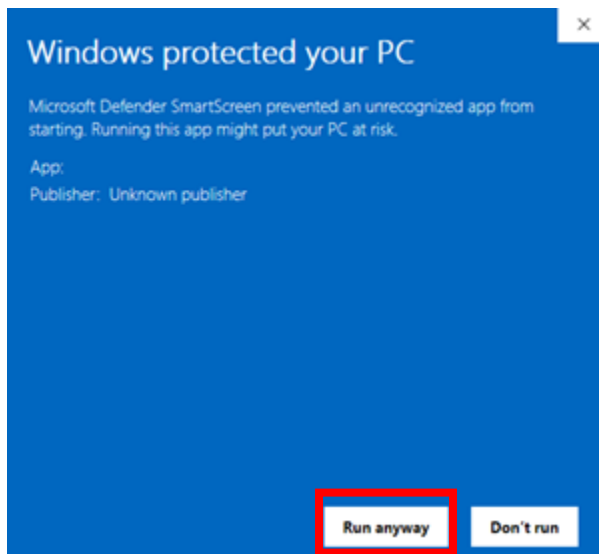 Windows protected your PC
Microsoft Defender SmartScreen prevented an unrecognized app from
starting. Running this app might put your PC at risk.
App:
Publisher: Unknown publisher
Run anyway
Don't run